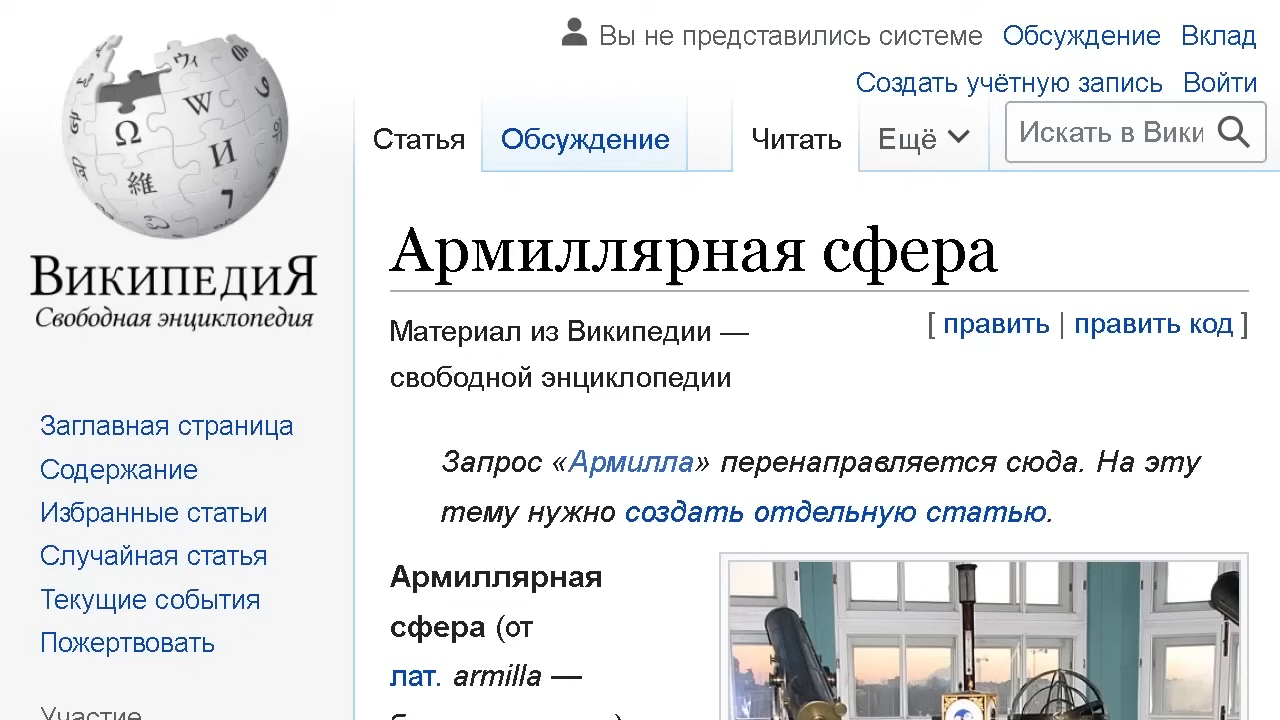 Вы не представились системе Обсуждение Вклад
Создать учётную запись Войти
Статья Обсуждение Читать Ещё Искать в Вики
ВикипедиЯ
Свободная энциклопедия
Заглавная страница
Содержание
Избранные статьи
Случайная статья
Текущие события
Пожертвовать
Участие
Армиллярная сфера
[ править | править код ]
Материал из Википедии —
свободной энциклопедии
Запрос «Армилла» перенаправляется сюда. На эту
тему нужно создать отдельную статью.
Армиллярная
сфера (от
лат. armilla —